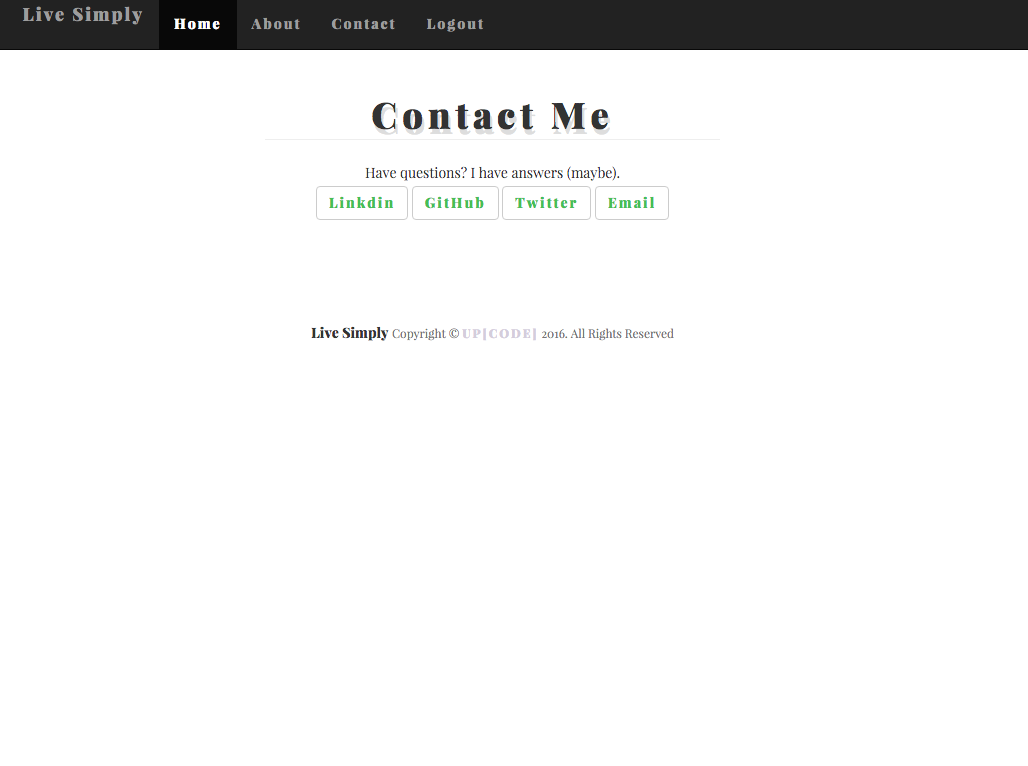 Live Simply Home About Contact Logout
Contact Me
Have questions? I have answers (maybe).
Linkdin GitHub Twitter Email
Live Simply Copyright © UP|CODE| 2016. All Rights Reserved